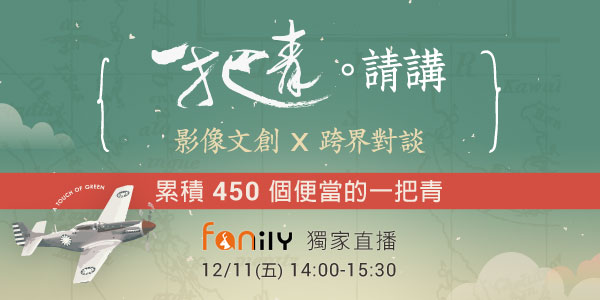 一把青。請講
影像文創 X 跨界對談
累積 450 個便當的一把青
A TOUCH OF GREEN
fanily 獨家直播
12/11(五) 14:00-15:30